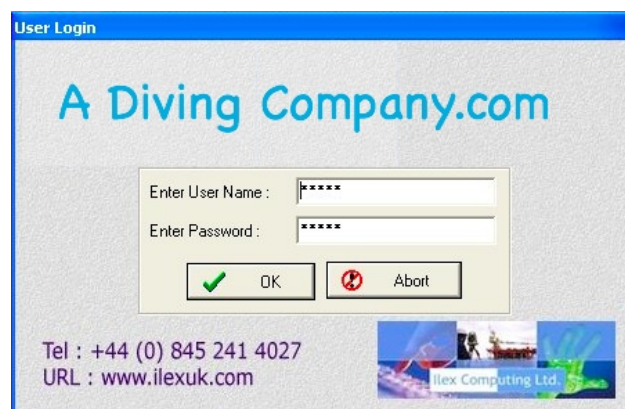 User Login
A Diving Company.com
Enter User Name : *****
Enter Password : *****
OK Abort
Tel : +44 (0) 845 241 4027
URL : www.ilexuk.com
Ilex Computing Ltd.